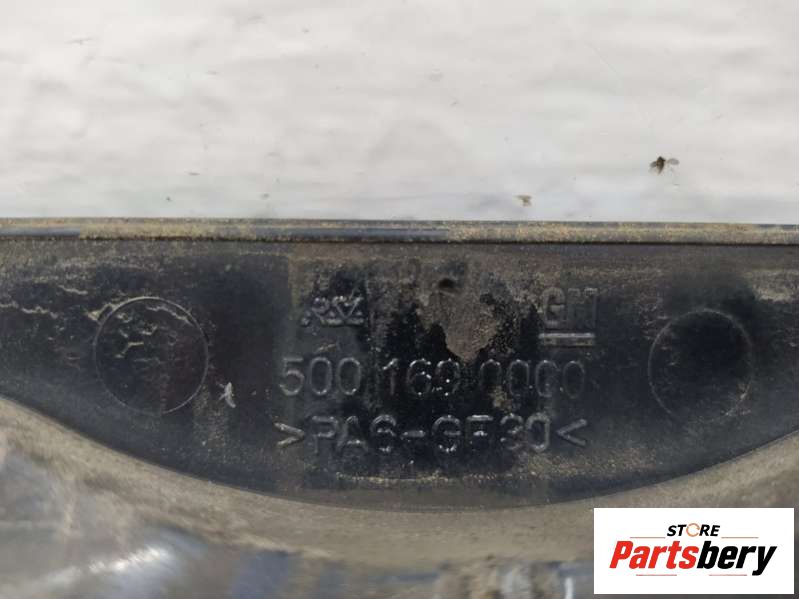 GM
500 169 0000
>PA6-GF30<
STORE
Partsbery